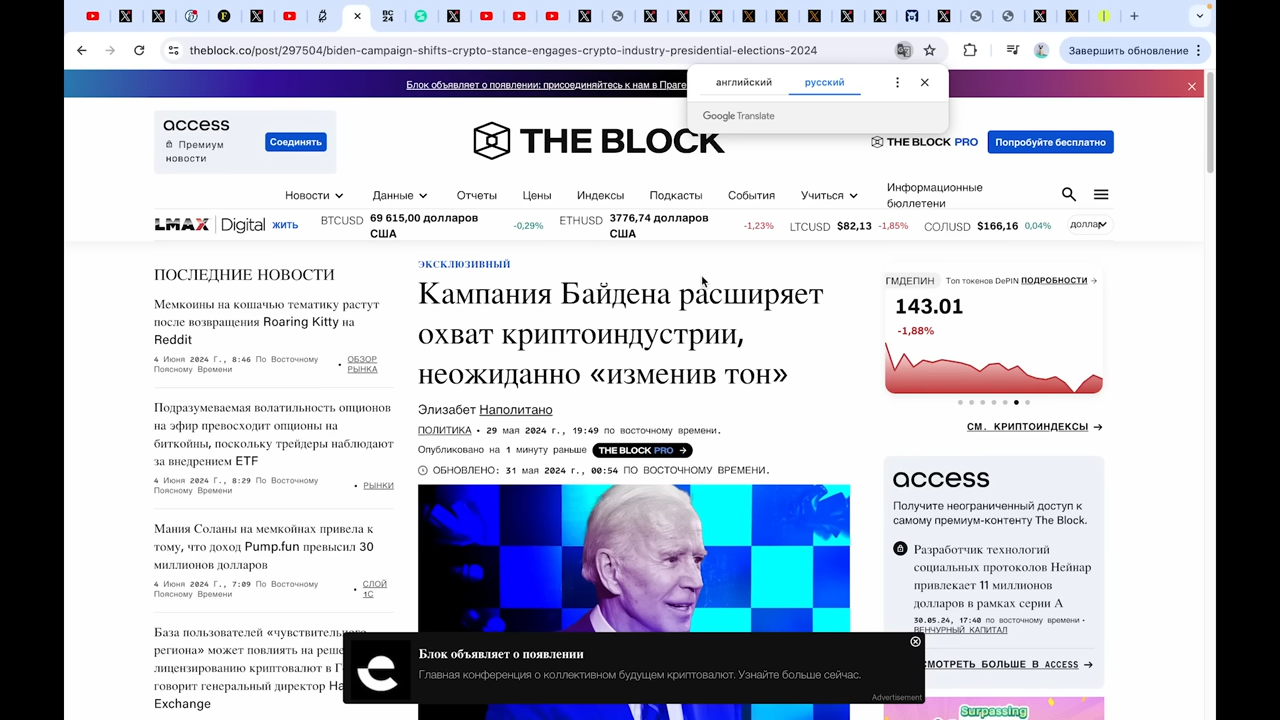 theblock.co/post/297504/biden-campaign-shifts-crypto-stance-engages-crypto-industry-presidential-elections-2024
Завершить обновление
английский
русский
Google Translate
Блок объявляет о появлении: присоединяйтесь к нам в Праге
access
Премиум
новости
Соединять
THE BLOCK
THE BLOCK PRO
Попробуйте бесплатно
Новости
Данные
Отчеты
Цены
Индексы
Подкасты
События
Учиться
Информационные
бюллетени
LMAX Digital ЖИТЬ
BTCUSD 69 615,00 долларов
США
-0,29%
ETHUSD 3776,74 долларов
США
-1,23%
LTCUSD $82,13 -1,85%
СОЛUSD $166,16 0,04%
ПОСЛЕДНИЕ НОВОСТИ
Мемкоины на кошачью тематику растут
после возвращения Roaring Kitty на
Reddit
4 Июня 2024 Г., 8:46 По Восточному
Поясному Времени
• ОБЗОР
РЫНКА
Подразумеваемая волатильность опционов
на эфир превосходит опционы на
биткойны, поскольку трейдеры наблюдают
за внедрением ETF
4 Июня 2024 Г., 8:29 По Восточному
Поясному Времени
• РЫНКИ
Мания Соланы на мемкойнах привела к
тому, что доход Pump.fun превысил 30
миллионов долларов
4 Июня 2024 Г., 7:09 По Восточному
Поясному Времени
• СЛОЙ
1С
База пользователей «чувствительного
региона» может повлиять на
лицензированию криптовалют в
говорит генеральный директор
Exchange
ЭКСКЛЮЗИВНЫЙ
Кампания Байдена расширяет
охват криптоиндустрии,
неожиданно «изменив тон»
Элизабет Наполитано
ПОЛИТИКА • 29 мая 2024 г., 19:49 по восточному времени.
Опубликовано на 1 минуту раньше THE BLOCK PRO →
ОБНОВЛЕНО: 31 мая 2024 г., 00:54 ПО ВОСТОЧНОМУ ВРЕМЕНИ.
ГМДЕПИН
Топ токенов DePIN ПОДРОБНОСТИ →
143.01
-1,88%
СМ. КРИПТОИНДЕКСЫ →
access
Получите неограниченный доступ к
самому премиум-контенту The Block.
Разработчик технологий
социальных протоколов Нейнар
привлекает 11 миллионов
долларов в рамках серии А
30.05.24, 17:40 по восточному времени •
ВЕНЧУРНЫЙ КАПИТАЛ
СМОТРЕТЬ БОЛЬШЕ В ACCESS →
Surpassing
Блок объявляет о появлении
Главная конференция о коллективном будущем криптовалют. Узнайте больше сейчас.
Advertisement